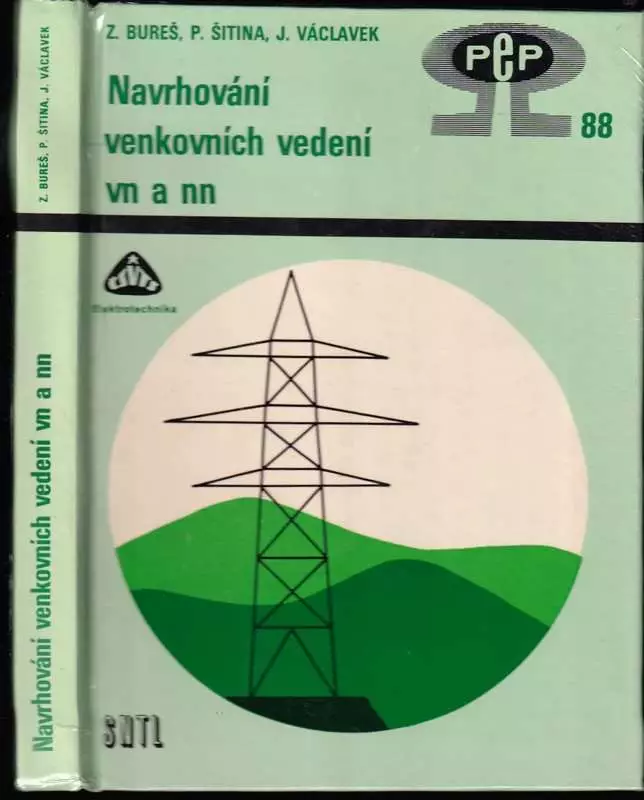 Z. BUREŠ, P. ŠITINA, J. VÁCLAVEK
PeP
88
Navrhování
venkovních vedení
vn a nn
ČSVTS
Elektrotechnika
SNTL
Z. BUREŠ, P. ŠITINA, J. VÁCLAVEK
Navrhování venkovních vedení vn a nn